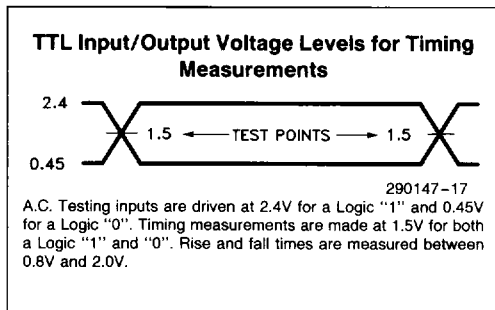 TTL Input/Output Voltage Levels for Timing
Measurements
2.4
1.5 TEST POINTS 1.5
0.45
290147-17
A.C. Testing inputs are driven at 2.4V for a Logic “1” and 0.45V
for a Logic “0”. Timing measurements are made at 1.5V for both
a Logic “1” and “0”. Rise and fall times are measured between
0.8V and 2.0V.